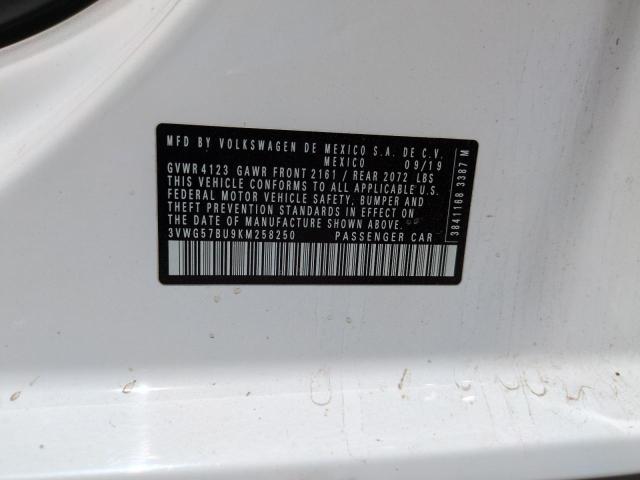 MFD BY VOLKSWAGEN DE MEXICO S.A. DE C.V.
MEXICO 09/19
GVWR 4123 GAWR FRONT 2161 / REAR 2072 LBS
THIS VEHICLE CONFORMS TO ALL APPLICABLE U.S.
FEDERAL MOTOR VEHICLE SAFETY, BUMPER AND
THEFT PREVENTION STANDARDS IN EFFECT ON
THE DATE OF MANUFACTURE SHOWN ABOVE.
3VWG57BU9KM258250 PASSENGER CAR
3841168 3387 M